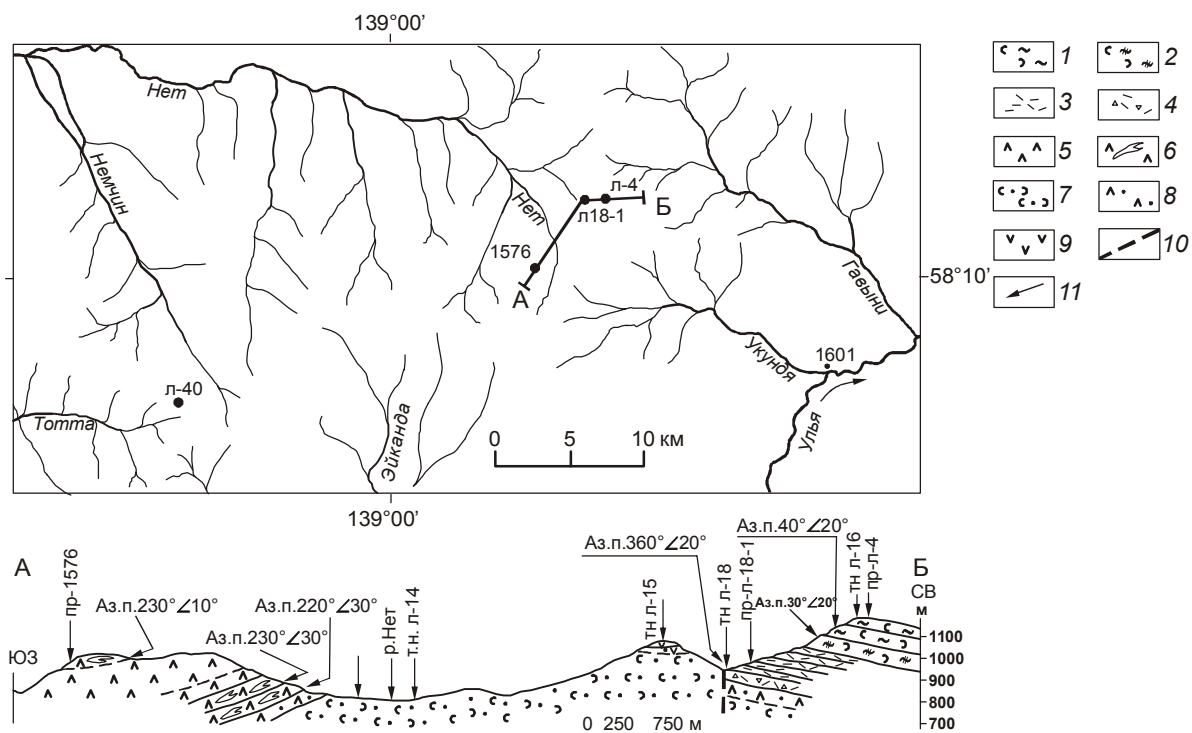 139°00’
1
2
3
4
5
6
7
8
9
10
11
Нет
Немчин
Нет
л-4
л18-1
Б
1576
А
58°10’
Гавыни
Укундя
1601
Улья
л-40
Томта
Эйканда
0 5 10 км
139°00’
А
ЮЗ
пр-1576
Аз.п.230°∠10°
Аз.п.230°∠30°
Аз.п.220°∠30°
р.Нет
т.н. л-14
тн л-15
Аз.п.360°∠20°
тн л-18
пр-л-18-1
Аз.п.40°∠20°
Аз.п.30°∠20°
тн л-16
пр-л-4
Б
СВ
м
1100
1000
900
800
700
0 250 750 м